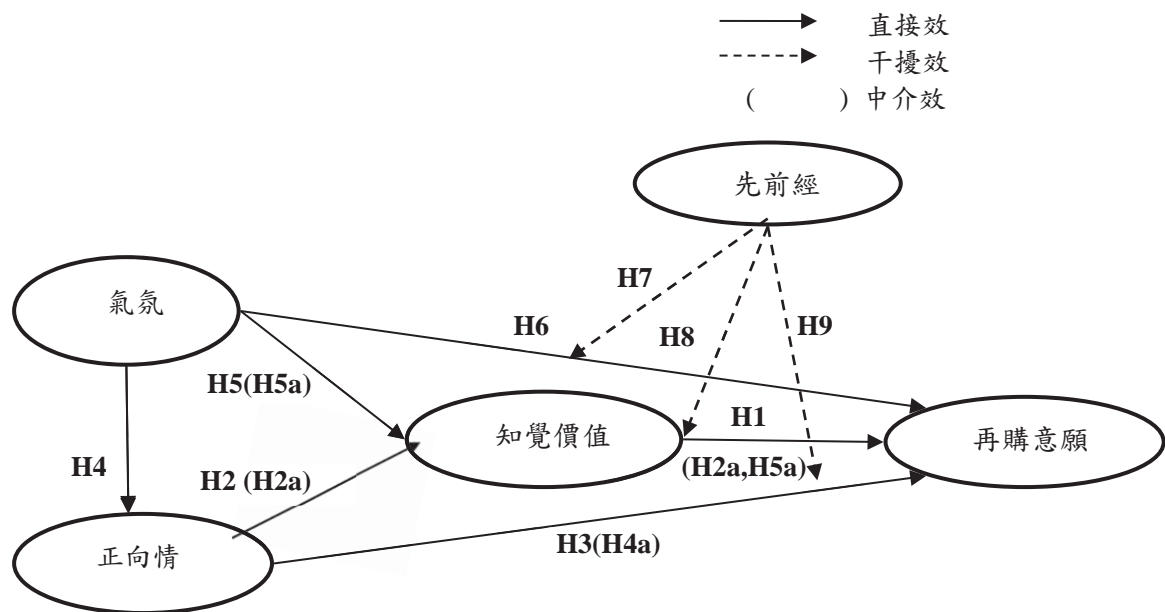 直接效
干擾效
( ) 中介效
先前經
氣氛
H7
H6
H8
H9
H5(H5a)
知覺價值
H1
再購意願
(H2a,H5a)
H4
H2 (H2a)
正向情
H3(H4a)